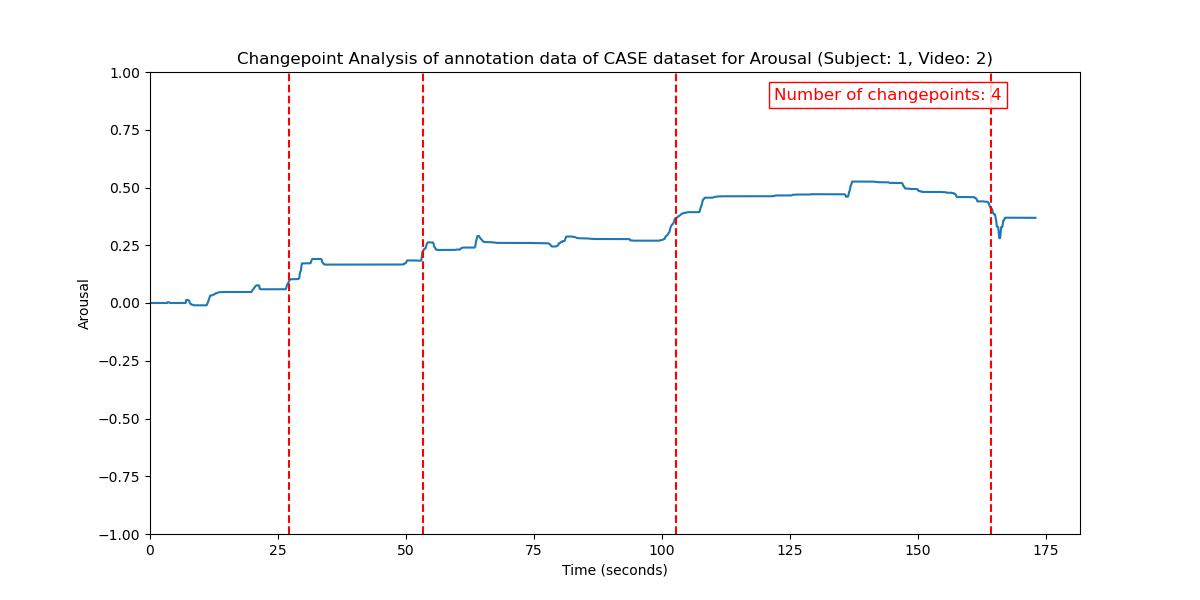 Changepoint Analysis of annotation data of CASE dataset for Arousal (Subject: 1, Video: 2)
Number of changepoints: 4
1.00
0.75
0.50
0.25
0.00
−0.25
−0.50
−0.75
−1.00
Arousal
0 25 50 75 100 125 150 175
Time (seconds)